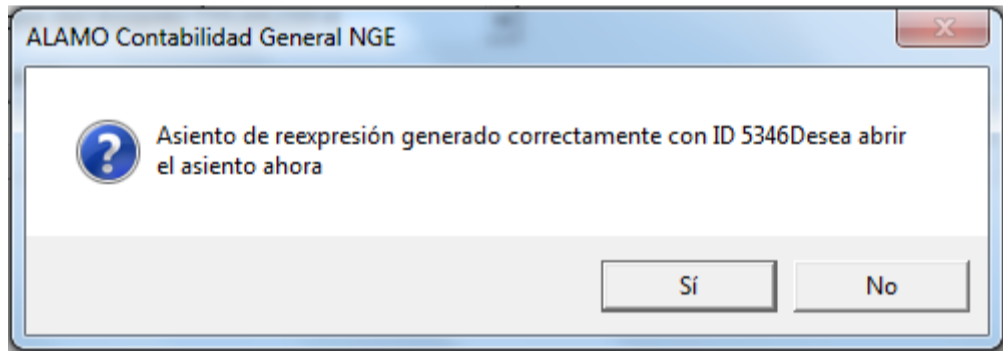 ALAMO Contabilidad General NGE
Asiento de reexpresión generado correctamente con ID 5346Desea abrir
el asiento ahora
Sí
No